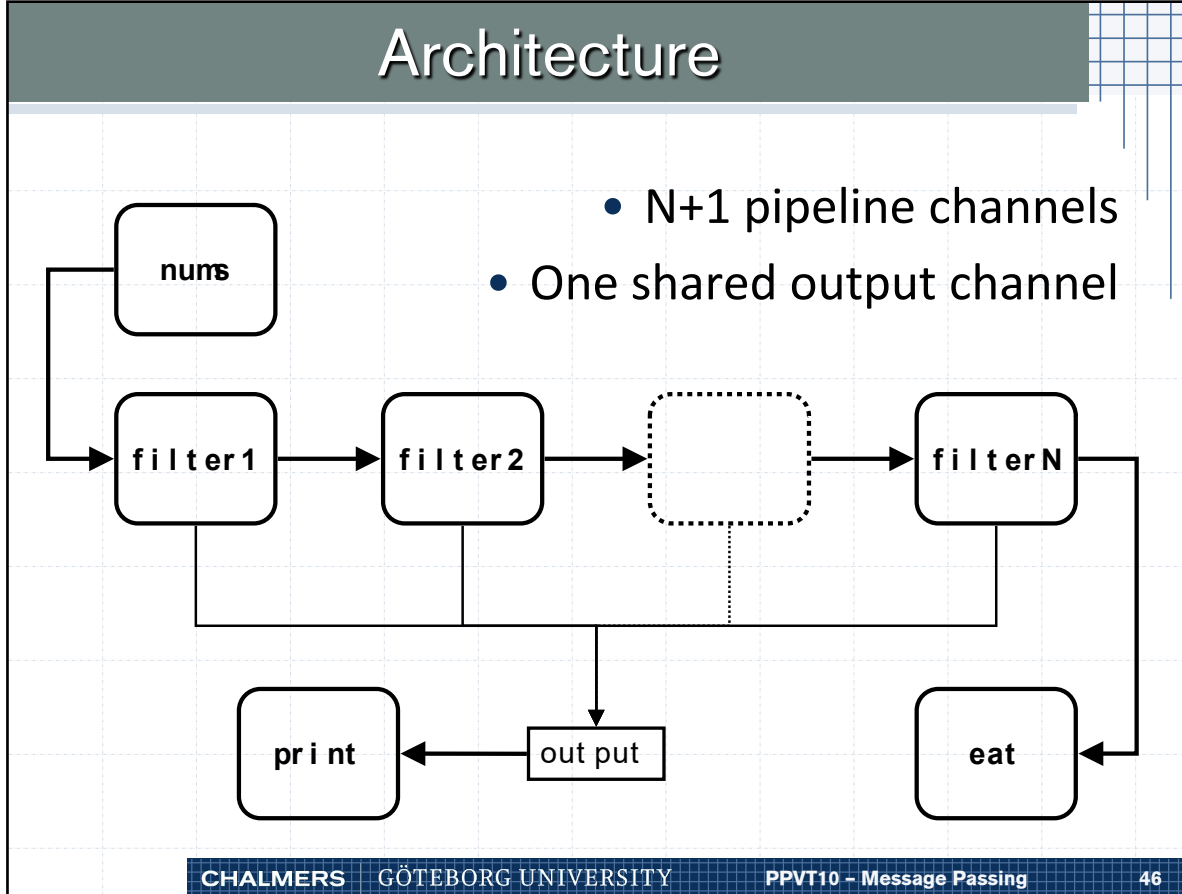 Architecture
• N+1 pipeline channels
• One shared output channel
nums
filter1
filter2
filterN
print
output
eat
CHALMERS | GÖTEBORG UNIVERSITY PPVT10 – Message Passing 46